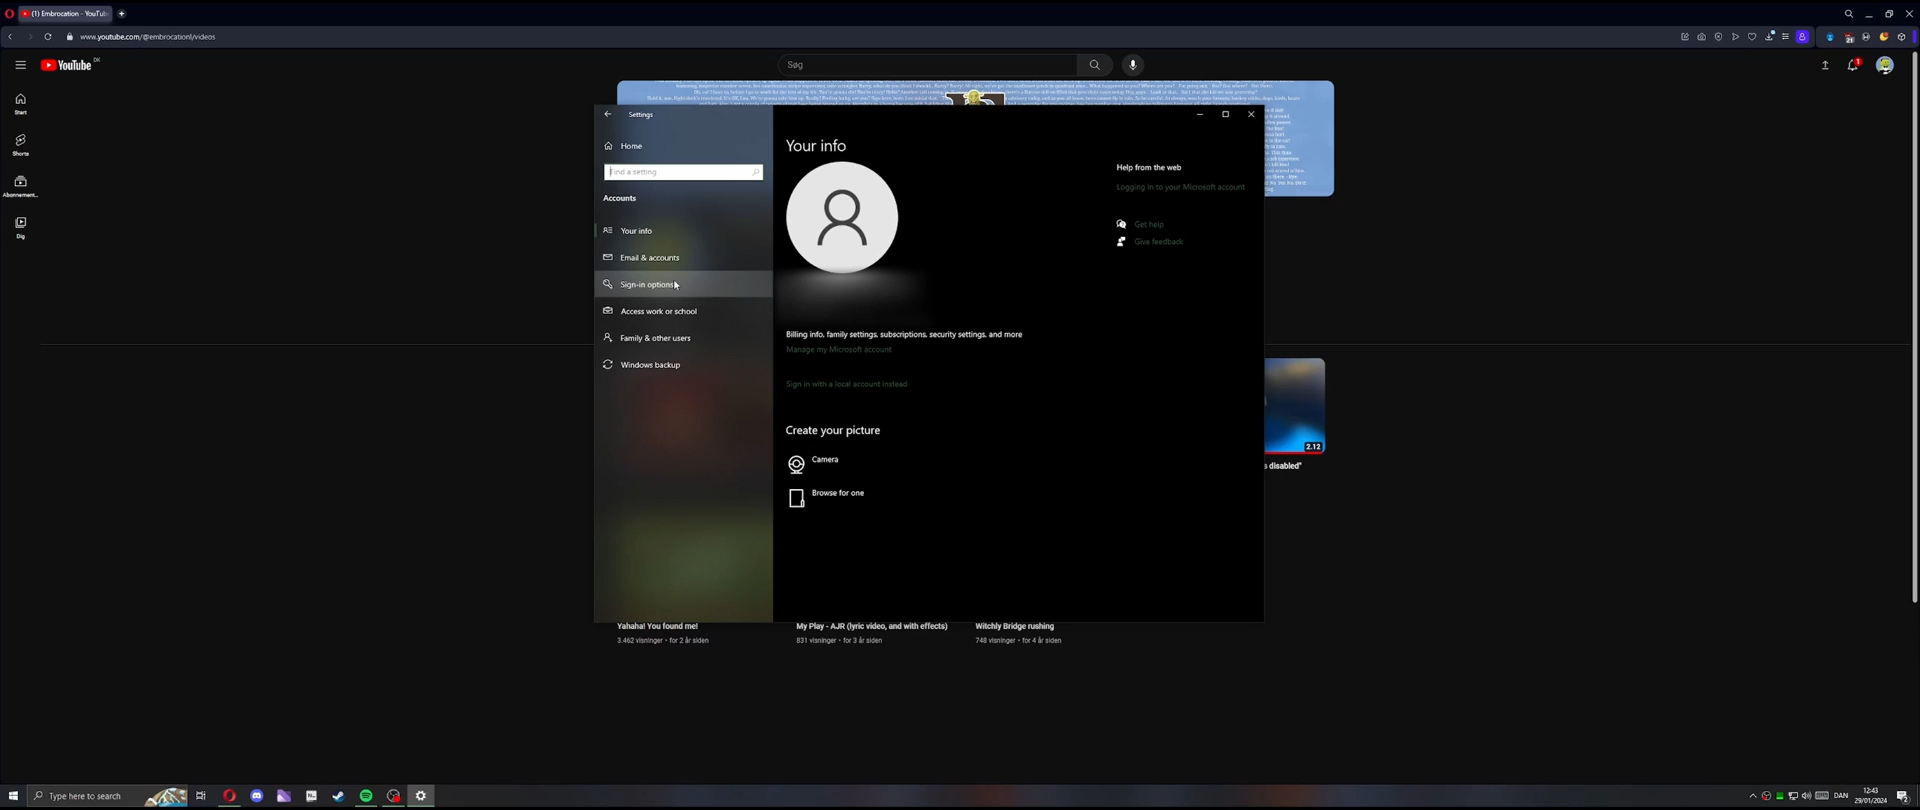 (1) Embrocation - YouTub
www.youtube.com/@embrocationl/videos
YouTube DK
Søg
Start
Shorts
Abonnement...
Dig
Settings
Home
Find a setting
Accounts
Your info
Email & accounts
Sign-in options
Access work or school
Family & other users
Windows backup
Your info
Billing info, family settings, subscriptions, security settings, and more
Manage my Microsoft account
Sign in with a local account instead
Create your picture
Camera
Browse for one
Help from the web
Logging in to your Microsoft account
Get help
Give feedback
2.12
s disabled"
Yahaha! You found me!
3.462 visninger • for 2 år siden
My Play - AJR (lyric video, and with effects)
831 visninger • for 3 år siden
Witchly Bridge rushing
748 visninger • for 4 år siden
Type here to search
DAN
12:43
29/01/2024